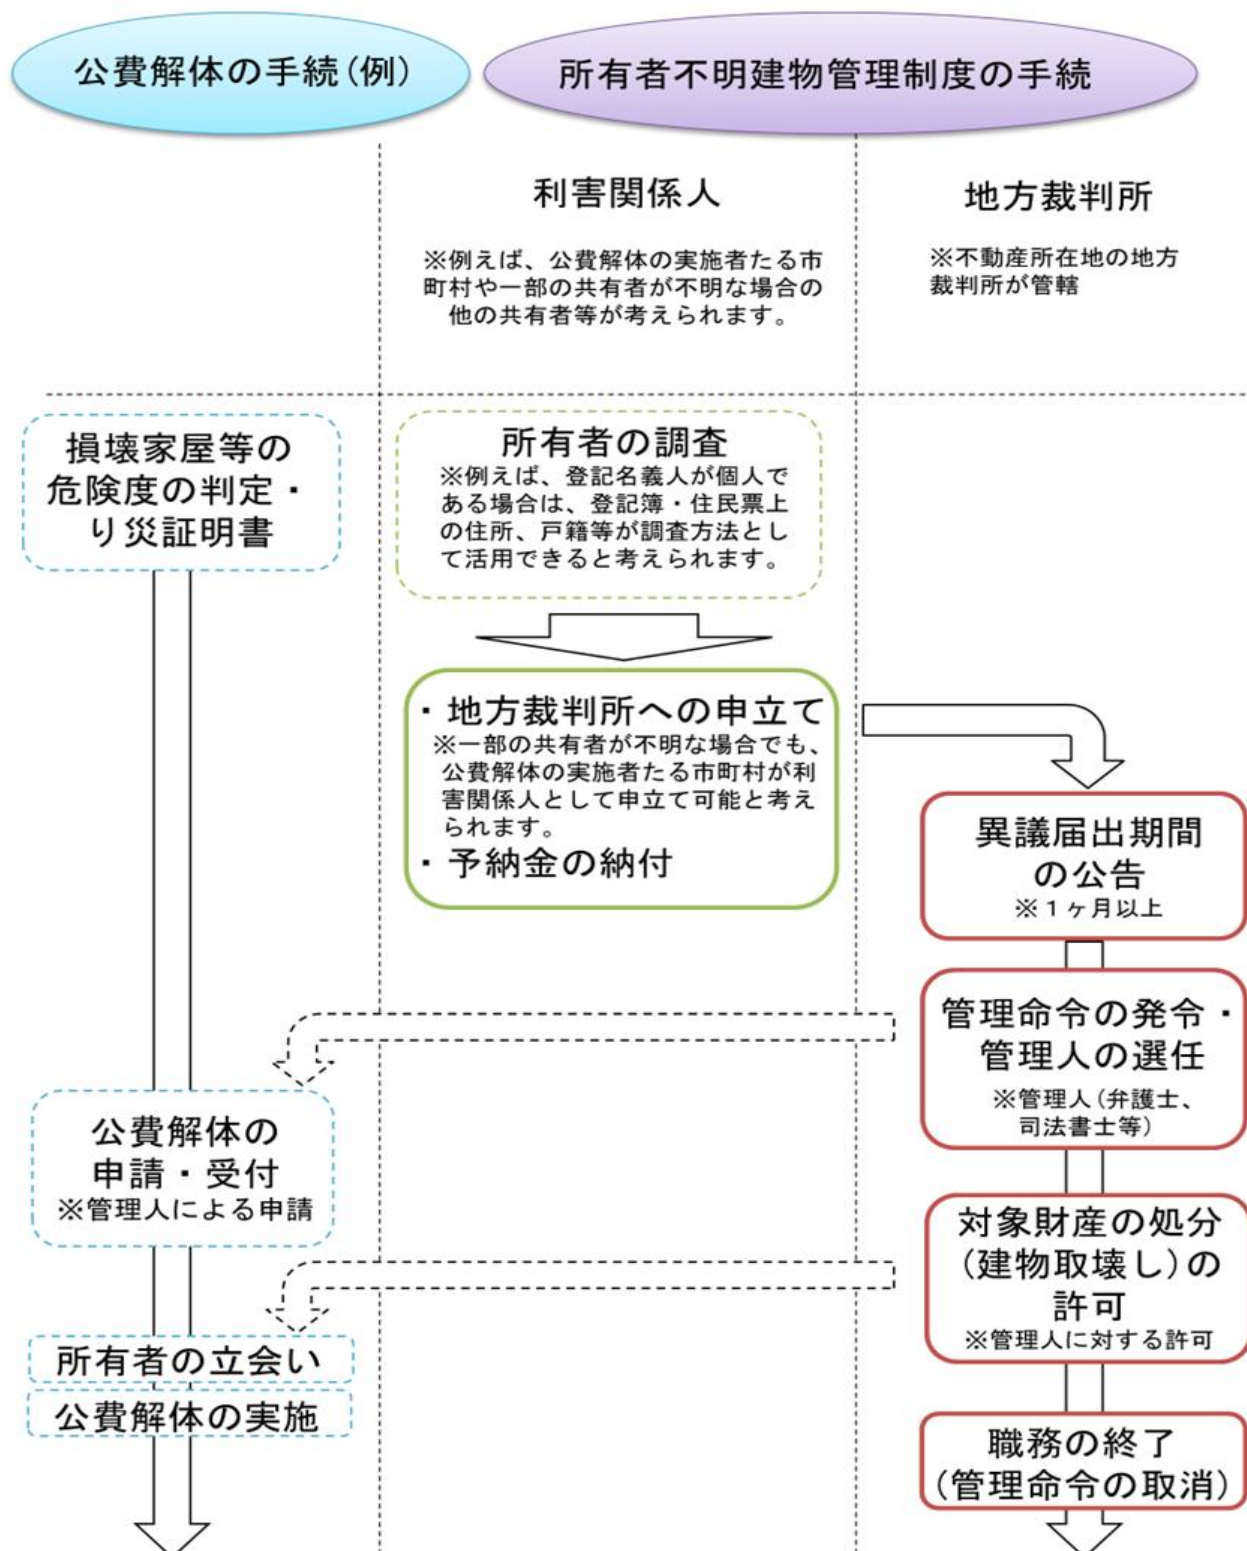 公費解体の手続(例)
所有者不明建物管理制度の手続
利害関係人
※例えば、公費解体の実施者たる市
町村や一部の共有者が不明な場合の
他の共有者等が考えられます。
地方裁判所
※不動産所在地の地方
裁判所が管轄
損壊家屋等の
危険度の判定・
り災証明書
所有者の調査
※例えば、登記名義人が個人で
ある場合は、登記簿・住民票上
の住所、戸籍等が調査方法とし
て活用できると考えられます。
・地方裁判所への申立て
※一部の共有者が不明な場合でも、
公費解体の実施者たる市町村が利
害関係人として申立て可能と考え
られます。
・予納金の納付
異議届出期間
の公告
※1ヶ月以上
管理命令の発令・
管理人の選任
※管理人(弁護士、
司法書士等)
公費解体の
申請・受付
※管理人による申請
対象財産の処分
(建物取壊し)の
許可
※管理人に対する許可
所有者の立会い
公費解体の実施
職務の終了
(管理命令の取消)